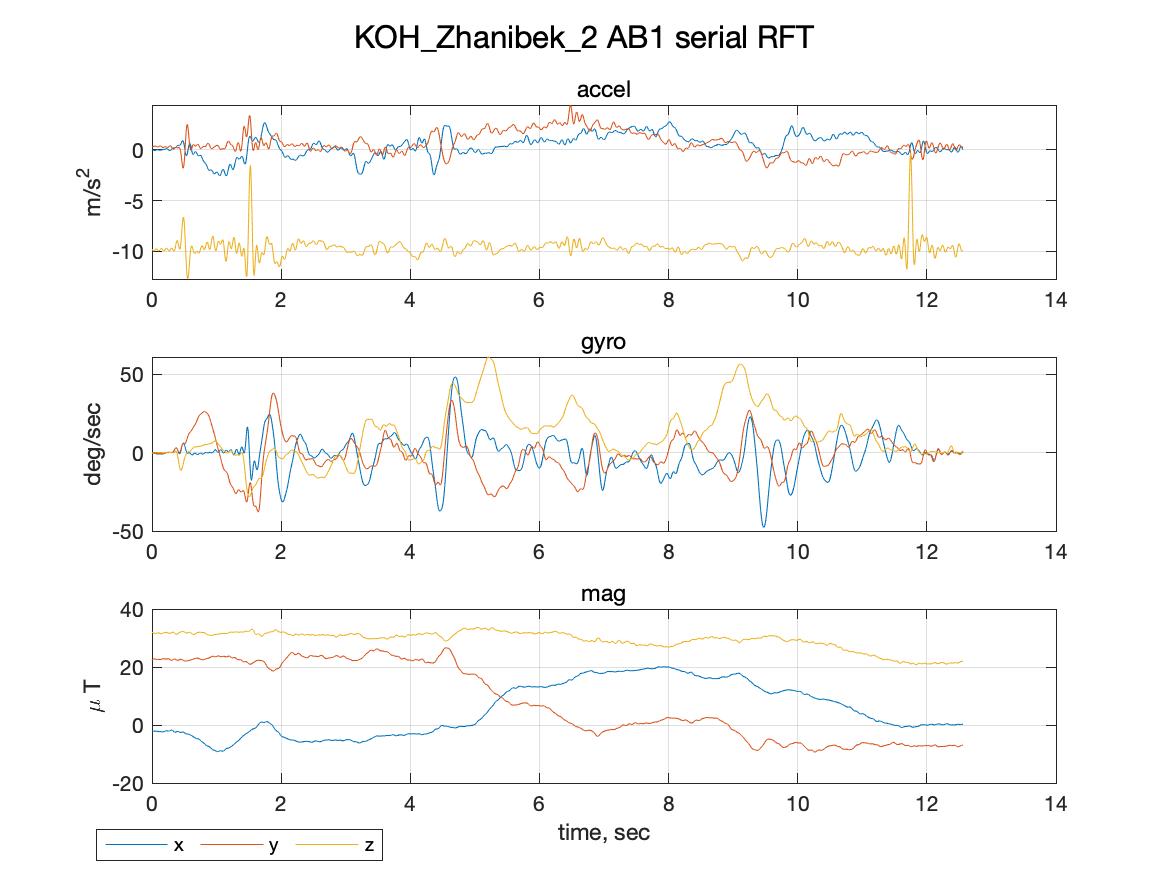 KOH_Zhanibek_2 AB1 serial RFT
accel
m/s²
0
-5
-10
0 2 4 6 8 10 12 14
gyro
deg/sec
50
0
-50
0 2 4 6 8 10 12 14
mag
μ T
40
20
0
-20
0 2 4 6 8 10 12 14
time, sec
x y z